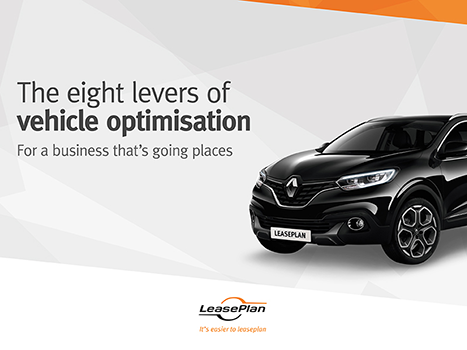 The eight levers of
vehicle optimisation
For a business that's going places
LEASEPLAN
LeasePlan
It's easier to leaseplan